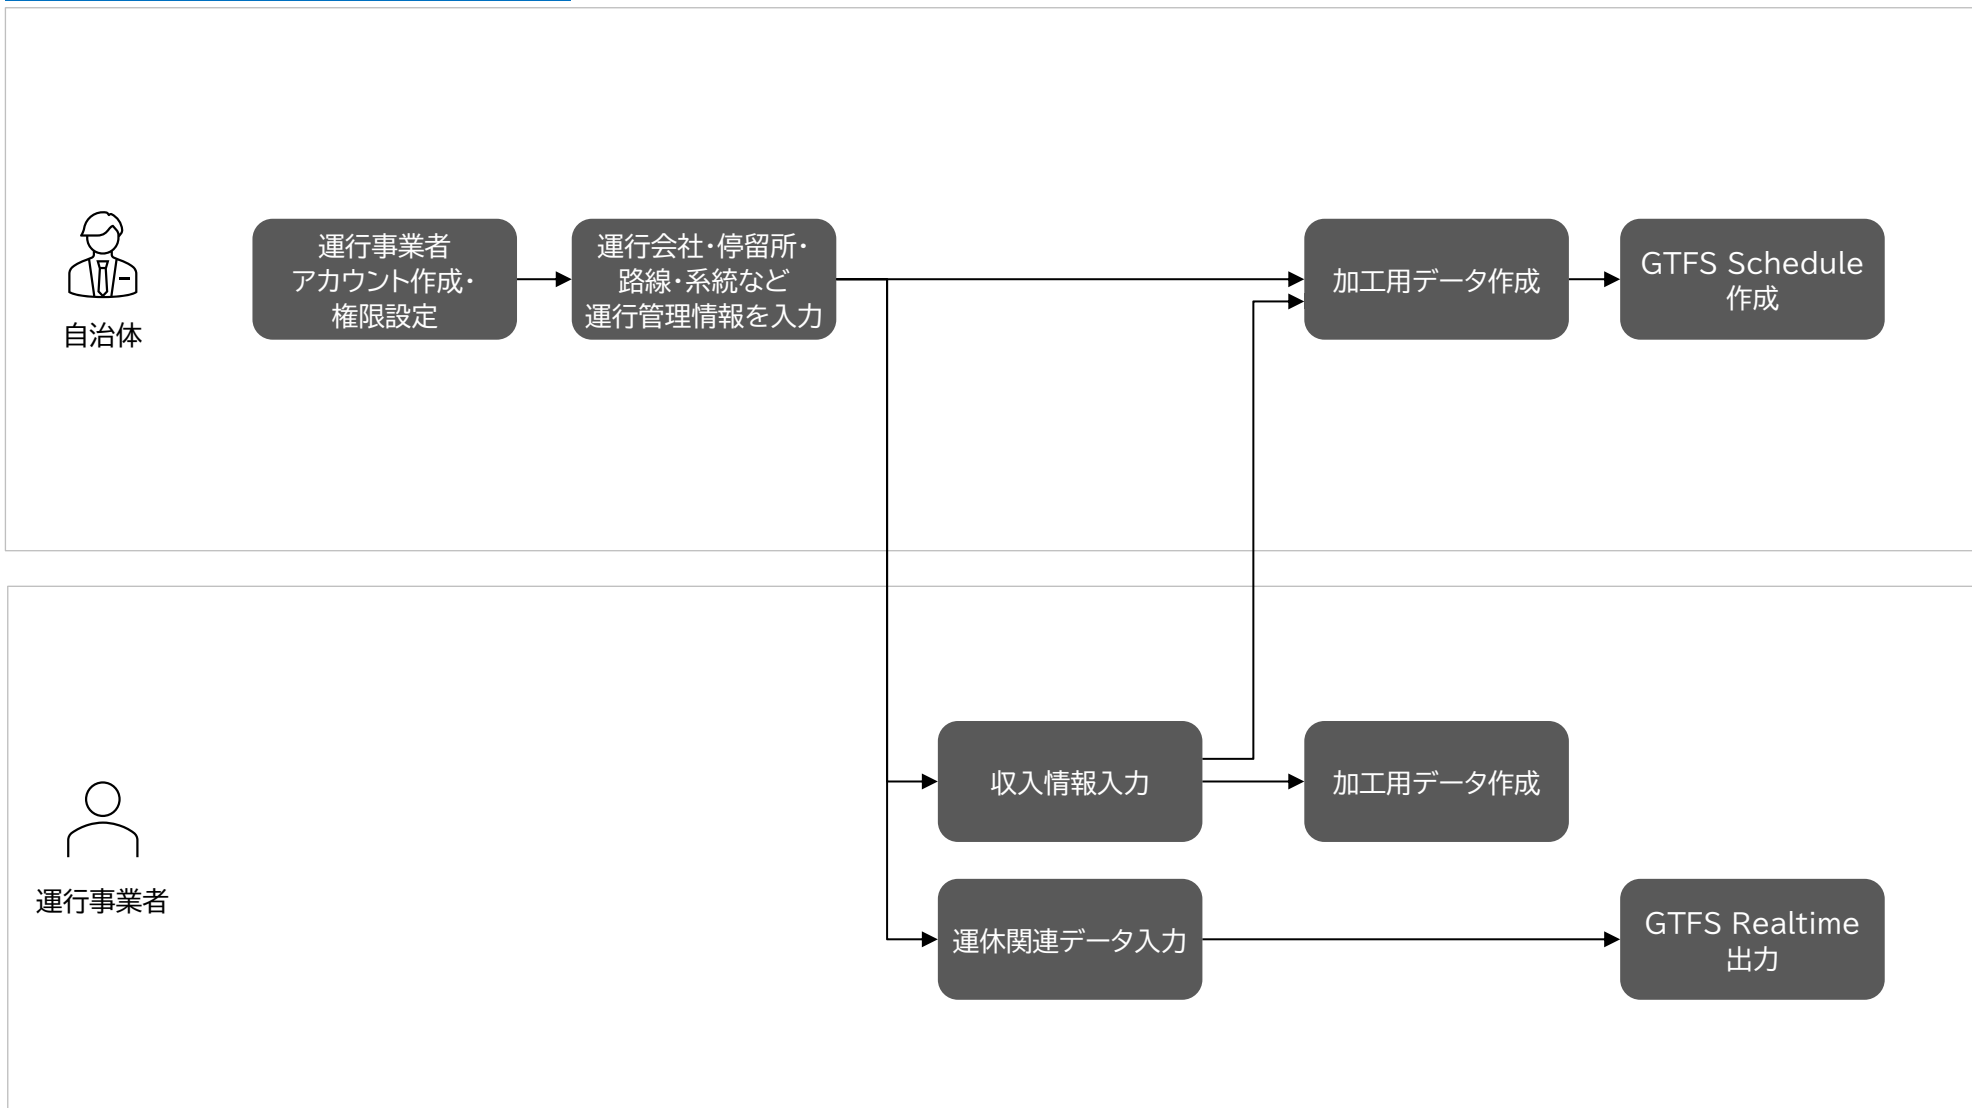 運行事業者
アカウント作成・
権限設定
運行会社・停留所・
路線・系統など
運行管理情報を入力
加工用データ作成
GTFS Schedule
作成
自治体
収入情報入力
加工用データ作成
運行事業者
運休関連データ入力
GTFS Realtime
出力